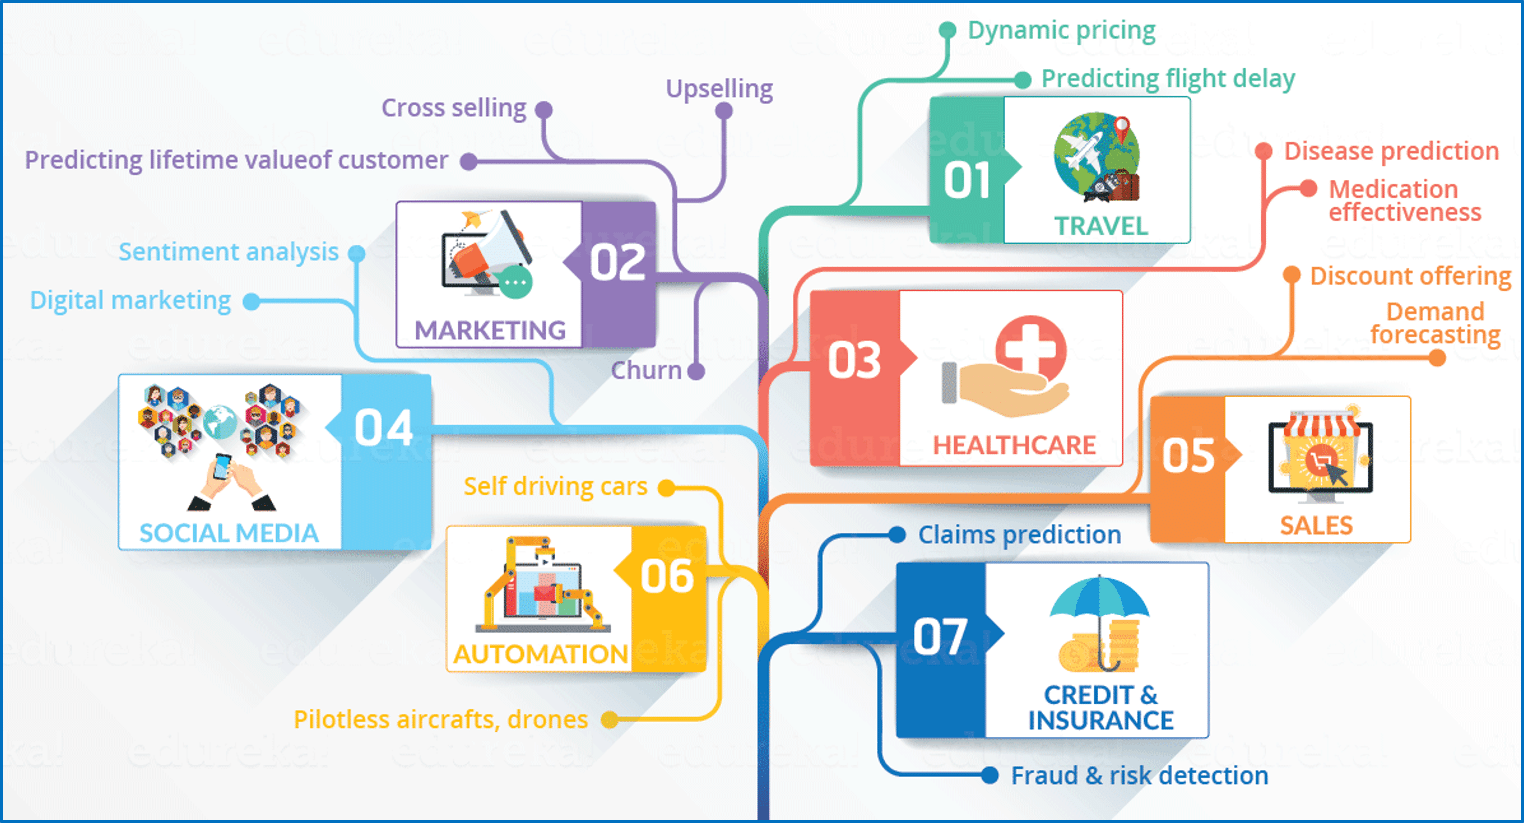 Dynamic pricing
Predicting flight delay
01
TRAVEL
Upselling
Cross selling
Predicting lifetime valueof customer
02
MARKETING
Churn
Disease prediction
Medication
effectiveness
03
HEALTHCARE
Sentiment analysis
Digital marketing
04
SOCIAL MEDIA
Discount offering
Demand
forecasting
05
SALES
Self driving cars
06
AUTOMATION
Pilotless aircrafts, drones
Claims prediction
07
CREDIT &
INSURANCE
Fraud & risk detection
edureka!